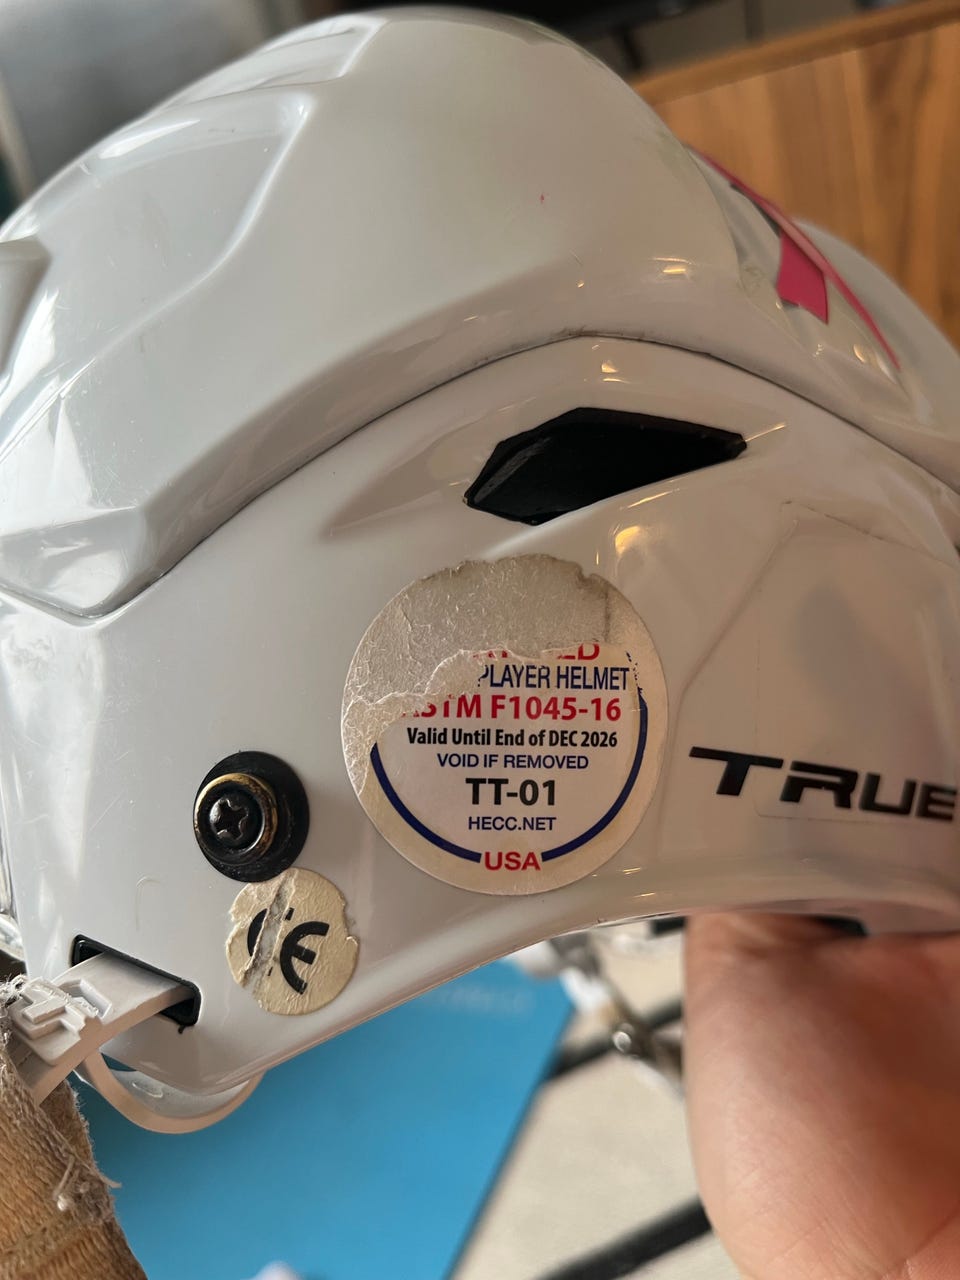 PLAYER HELMET
ASTM F1045-16
Valid Until End of DEC 2026
VOID IF REMOVED
TT-01
HECC.NET
USA
TRUE
CE